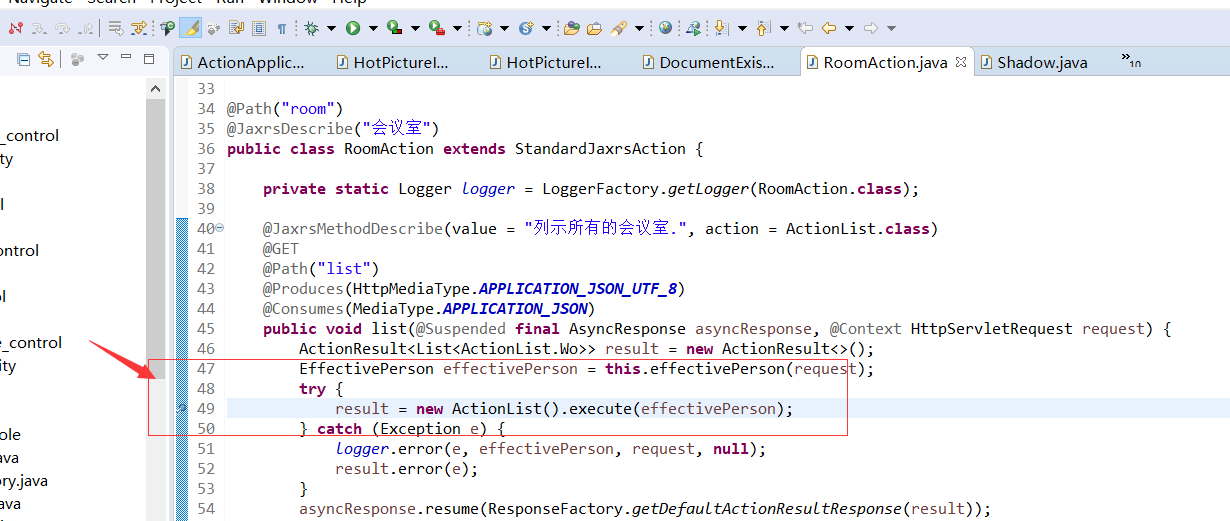 Navigate Search Project Run Window Help
ActionApplic...
HotPictureI...
HotPictureI...
DocumentExis...
RoomAction.java
Shadow.java
»10
_control
ty
l
ontrol
ol
e_control
ity
ole
ava
ory.java
ava
33
34 @Path("room")
35 @JaxrsDescribe("会议室")
36 public class RoomAction extends StandardJaxrsAction {
37
38 private static Logger logger = LoggerFactory.getLogger(RoomAction.class);
39
40 @JaxrsMethodDescribe(value = "列示所有的会议室.", action = ActionList.class)
41 @GET
42 @Path("list")
43 @Produces(HttpMediaType.APPLICATION_JSON_UTF_8)
44 @Consumes(MediaType.APPLICATION_JSON)
45 public void list(@Suspended final AsyncResponse asyncResponse, @Context HttpServletRequest request) {
46 ActionResult<List<ActionList.Wo>> result = new ActionResult<>();
47 EffectivePerson effectivePerson = this.effectivePerson(request);
48 try {
49 result = new ActionList().execute(effectivePerson);
50 } catch (Exception e) {
51 logger.error(e, effectivePerson, request, null);
52 result.error(e);
53 }
54 asyncResponse.resume(ResponseFactory.getDefaultActionResultResponse(result));